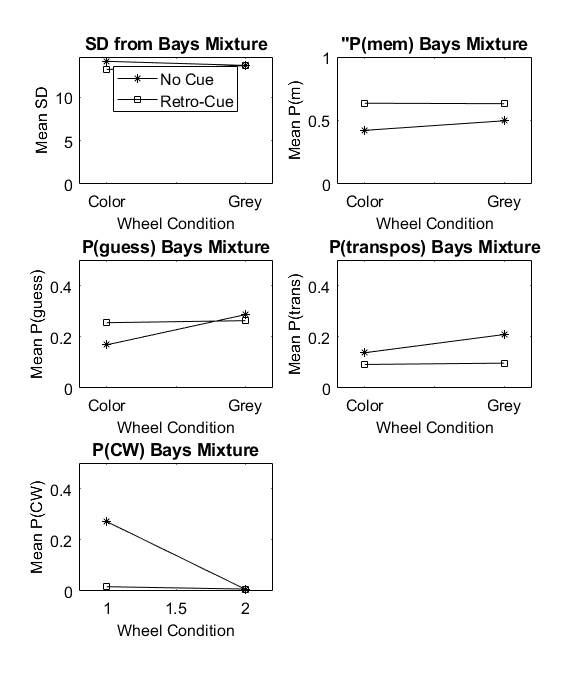 SD from Bays Mixture
10
5
0
Mean SD
No Cue
Retro-Cue
Color Grey
Wheel Condition
"P(mem) Bays Mixture
1
0.5
0
Mean P(m)
Color Grey
Wheel Condition
P(guess) Bays Mixture
0.4
0.2
0
Mean P(guess)
Color Grey
Wheel Condition
P(transpos) Bays Mixture
0.4
0.2
0
Mean P(trans)
Color Grey
Wheel Condition
P(CW) Bays Mixture
0.4
0.2
0
Mean P(CW)
1 1.5 2
Wheel Condition